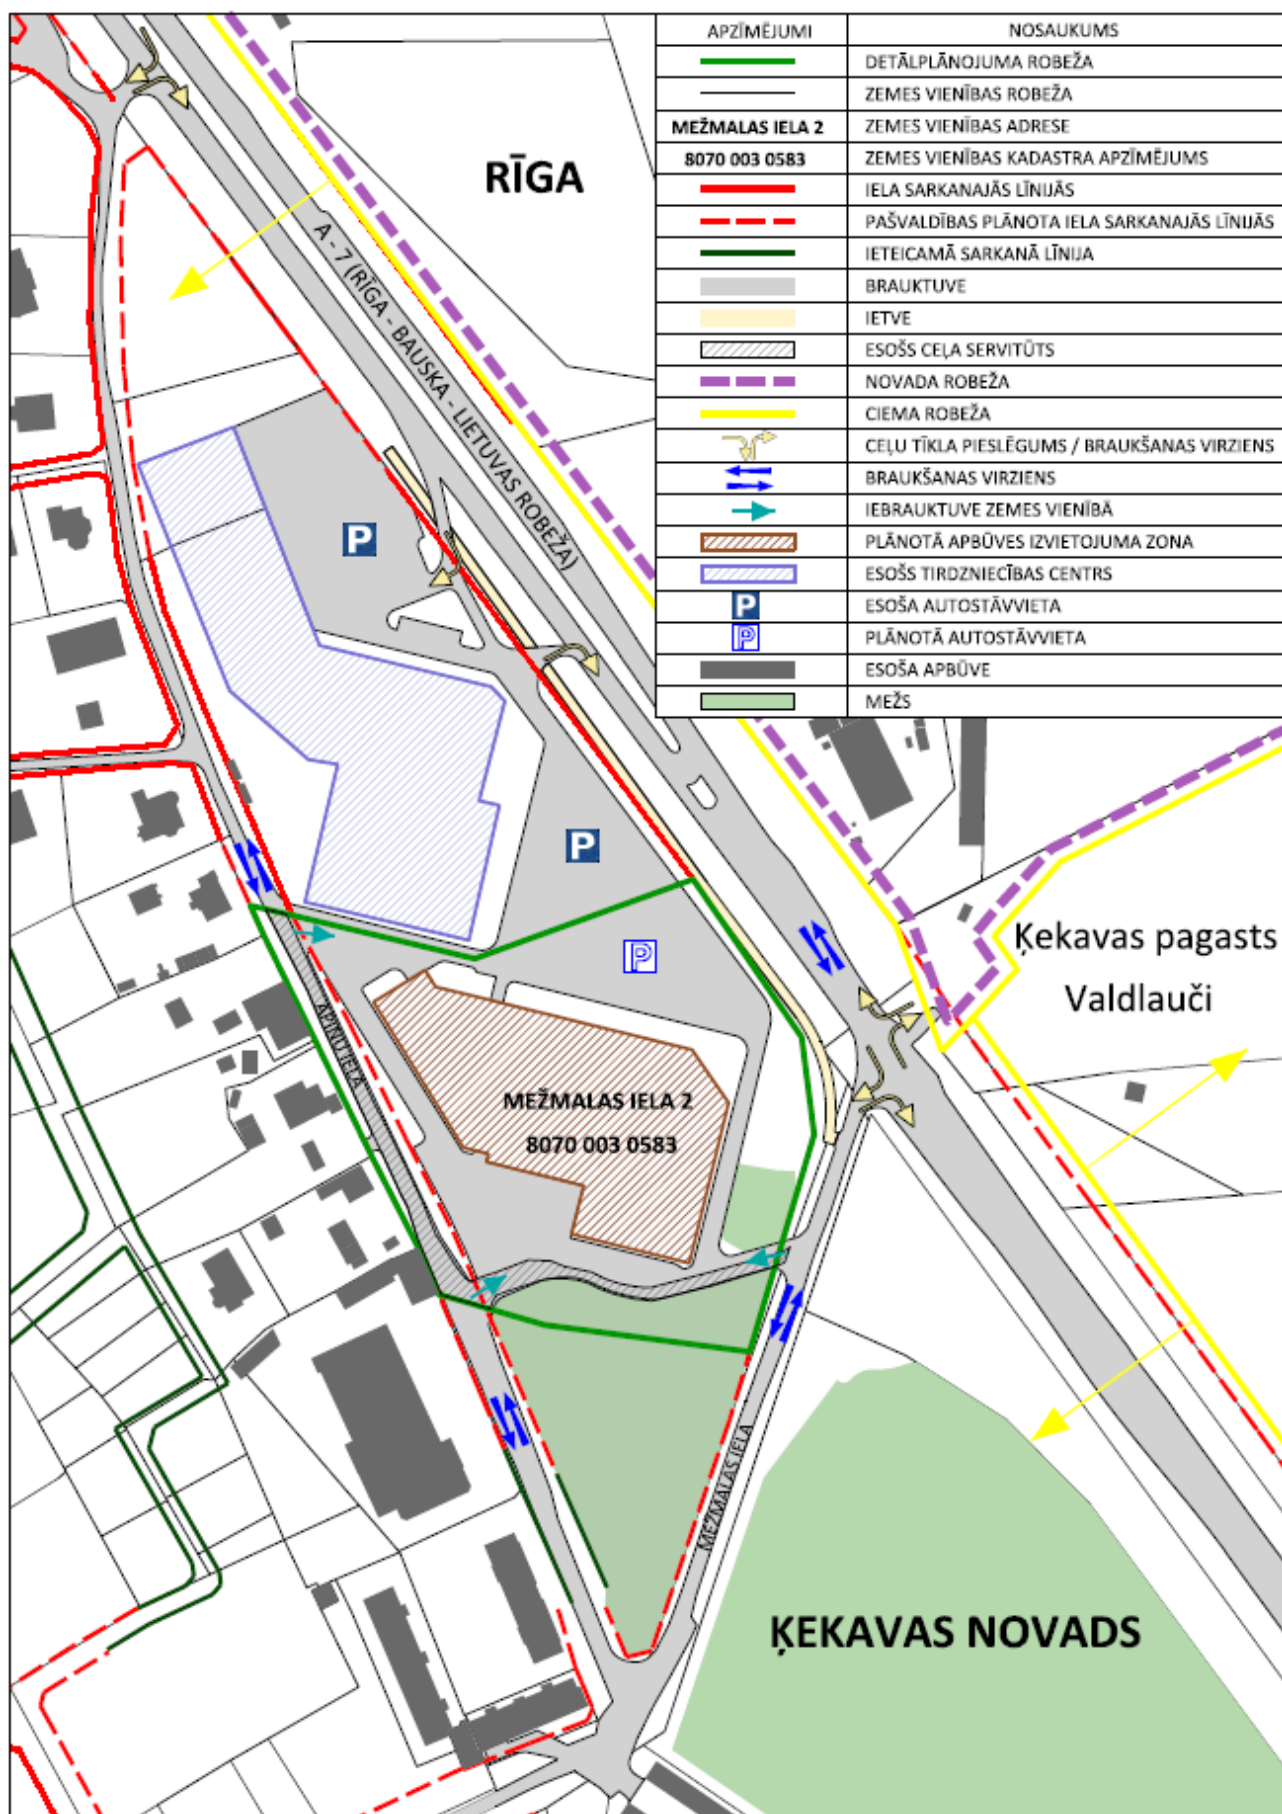 APZĪMĒJUMI NOSAUKUMS
DETĀLPLĀNOJUMA ROBEŽA
ZEMES VIENĪBAS ROBEŽA
MEŽMALAS IELA 2 ZEMES VIENĪBAS ADRESE
8070 003 0583 ZEMES VIENĪBAS KADASTRA APZĪMĒJUMS
IELA SARKANAJĀS LĪNIJĀS
PAŠVALDĪBAS PLĀNOTA IELA SARKANAJĀS LĪNIJĀS
IETEICAMĀ SARKANĀ LĪNIJA
BRAUKTUVE
IETVE
ESOŠS CEĻA SERVITŪTS
NOVADA ROBEŽA
CIEMA ROBEŽA
CEĻU TĪKLA PIESLĒGUMS / BRAUKŠANAS VIRZIENS
BRAUKŠANAS VIRZIENS
IEBRAUKTUVE ZEMES VIENĪBĀ
PLĀNOTĀ APBŪVES IZVIETOJUMA ZONA
ESOŠS TIRDZNIECĪBAS CENTRS
P ESOŠA AUTOSTĀVVIETA
P PLĀNOTĀ AUTOSTĀVVIETA
ESOŠA APBŪVE
MEŽS
RĪGA
A - 7 (RĪGA - BAUSKA - LIETUVAS ROBEŽA)
P
P
P
Ķekavas pagasts
Valdlauči
APIŅU IELA
MEŽMALAS IELA 2
8070 003 0583
MEŽMALAS IELA
ĶEKAVAS NOVADS